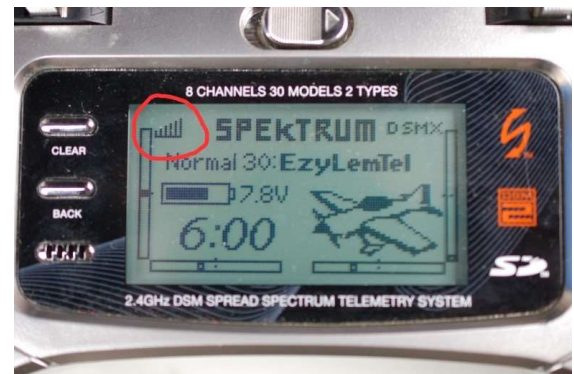 8 CHANNELS 30 MODELS 2 TYPES
SPEKTRUM DSMX
CLEAR
Normal 30:EzyLemTel
7.8V
BACK
6:00
2.4GHz DSM SPREAD SPECTRUM TELEMETRY SYSTEM